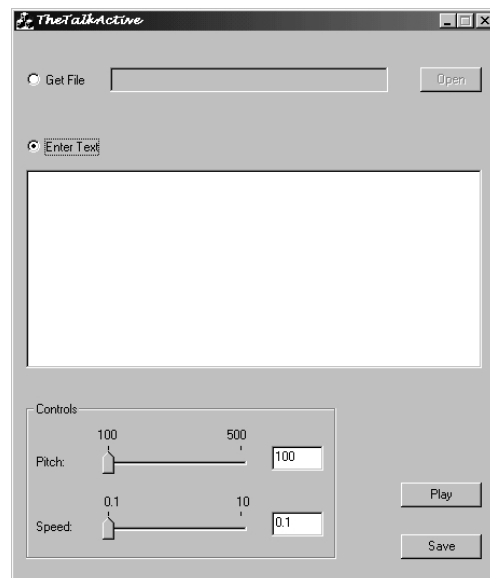 TheTalkActive
Get File
Open
Enter Text
Controls
100 500
Pitch: 100
0.1 10
Speed: 0.1
Play
Save